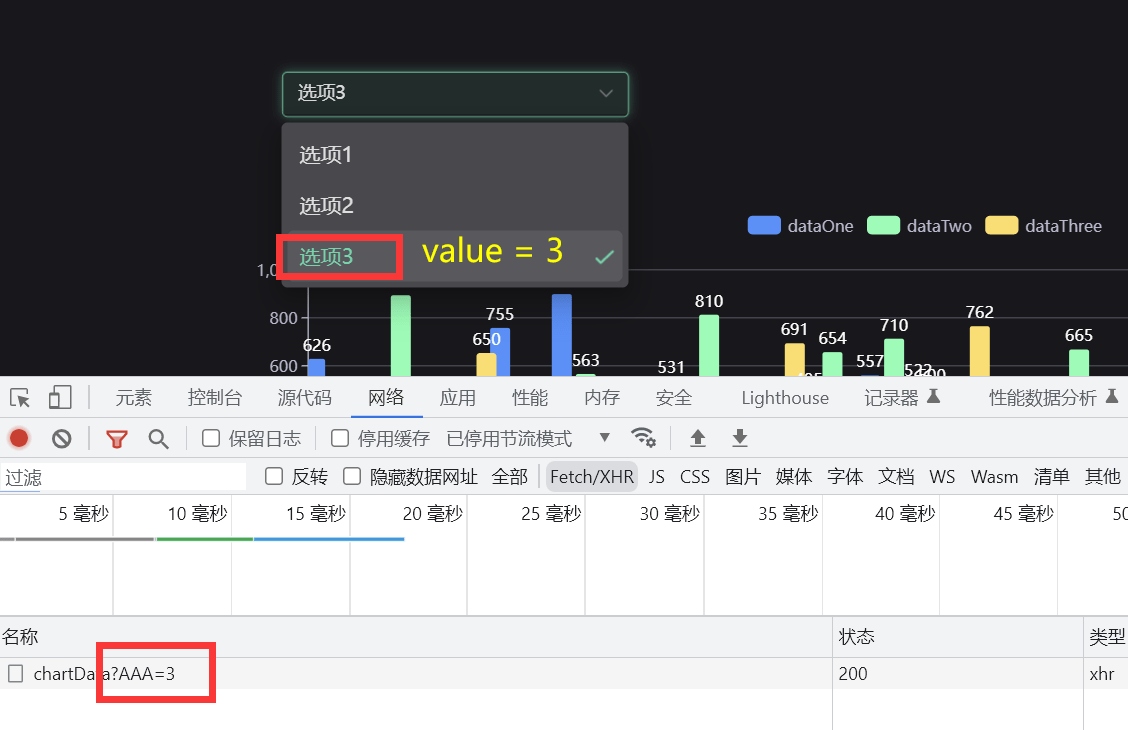 选项3
选项1
选项2
选项3 value = 3
dataOne dataTwo dataThree
1,0
800
600
626
755
650
563
531
810
691
654
557
710
762
665
元素 控制台 源代码 网络 应用 性能 内存 安全 Lighthouse 记录器 性能数据分析
保留日志 停用缓存 已停用节流模式
过滤 反转 隐藏数据网址 全部 Fetch/XHR JS CSS 图片 媒体 字体 文档 WS Wasm 清单 其他
5 毫秒 10 毫秒 15 毫秒 20 毫秒 25 毫秒 30 毫秒 35 毫秒 40 毫秒 45 毫秒 50
名称 状态 类型
chartData?AAA=3 200 xhr